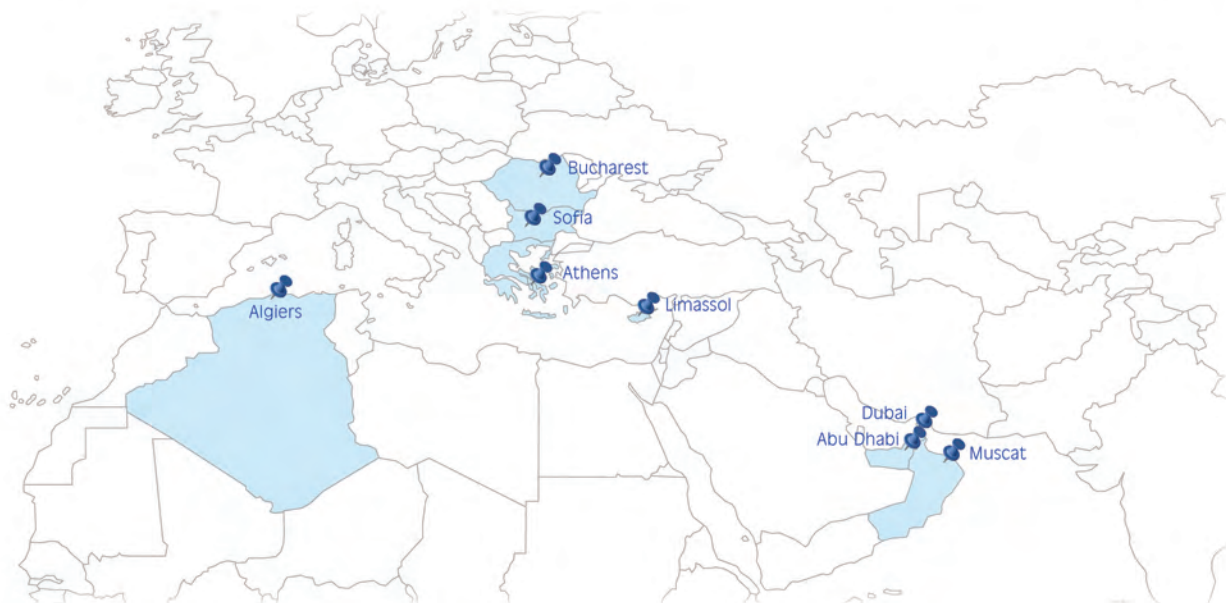 Bucharest
Sofia
Athens
Algiers
Limassol
Dubai
Abu Dhabi
Muscat